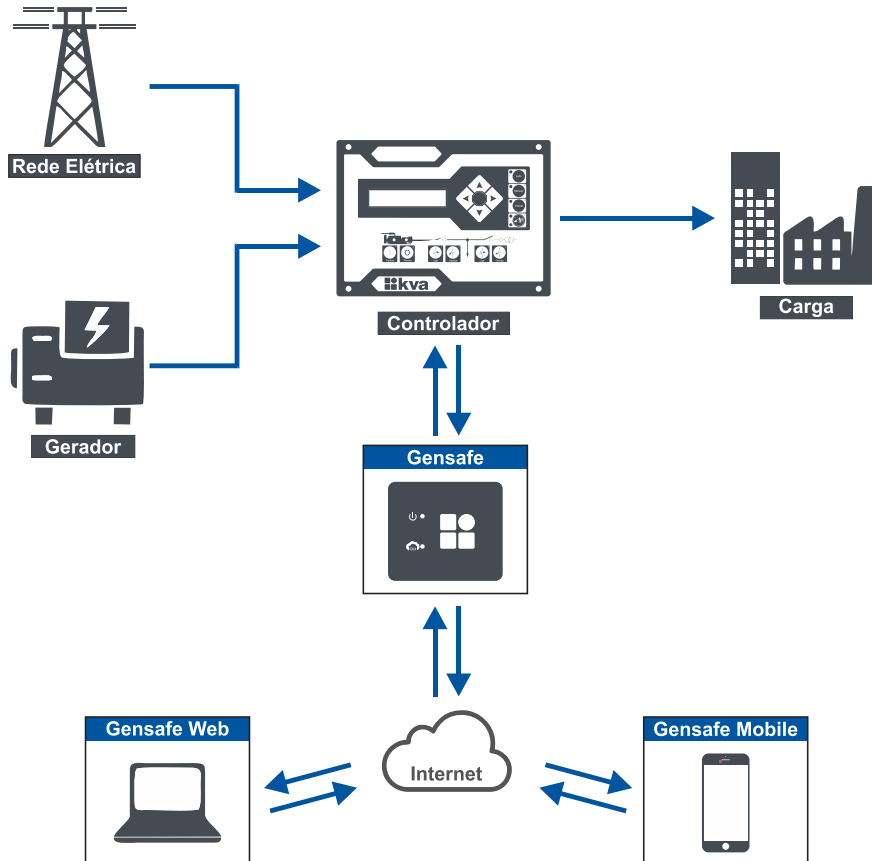 Rede Elétrica
kva
Controlador
Carga
Gerador
Gensafe
Gensafe Web
Internet
Gensafe Mobile